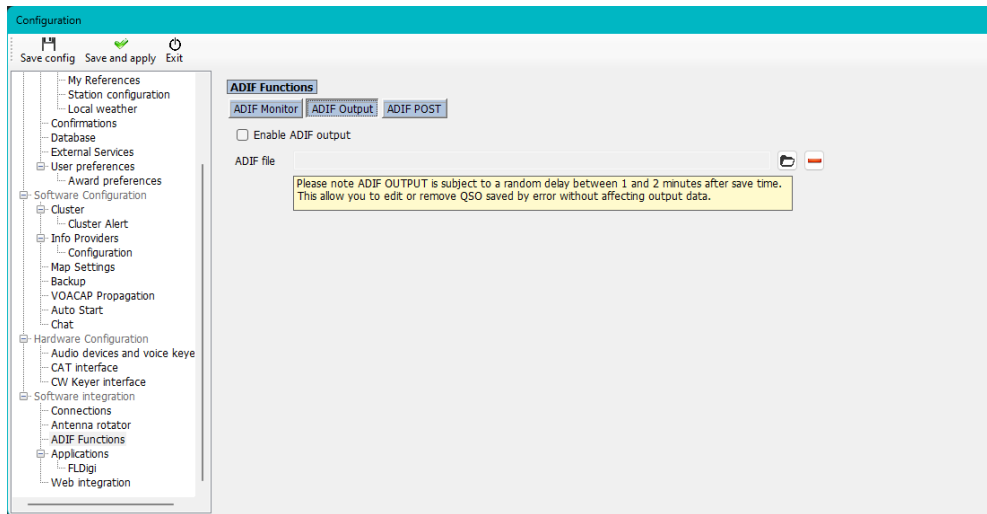 Configuration
Save config Save and apply Exit
My References
Station configuration
Local weather
Confirmations
Database
External Services
User preferences
Award preferences
Software Configuration
Cluster
Cluster Alert
Info Providers
Configuration
Map Settings
Backup
VOACAP Propagation
Auto Start
Chat
Hardware Configuration
Audio devices and voice keye
CAT interface
CW Keyer interface
Software integration
Connections
Antenna rotator
ADIF Functions
Applications
FLDigi
Web integration
ADIF Functions
ADIF Monitor ADIF Output ADIF POST
Enable ADIF output
ADIF file
Please note ADIF OUTPUT is subject to a random delay between 1 and 2 minutes after save time.
This allow you to edit or remove QSO saved by error without affecting output data.